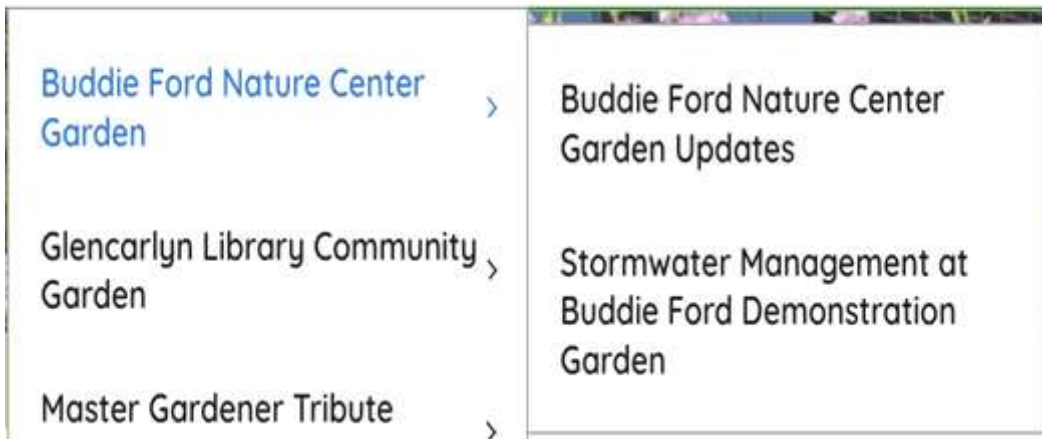 Buddie Ford Nature Center
Garden
Glencarlyn Library Community
Garden
Master Gardener Tribute
Buddie Ford Nature Center
Garden Updates
Stormwater Management at
Buddie Ford Demonstration
Garden